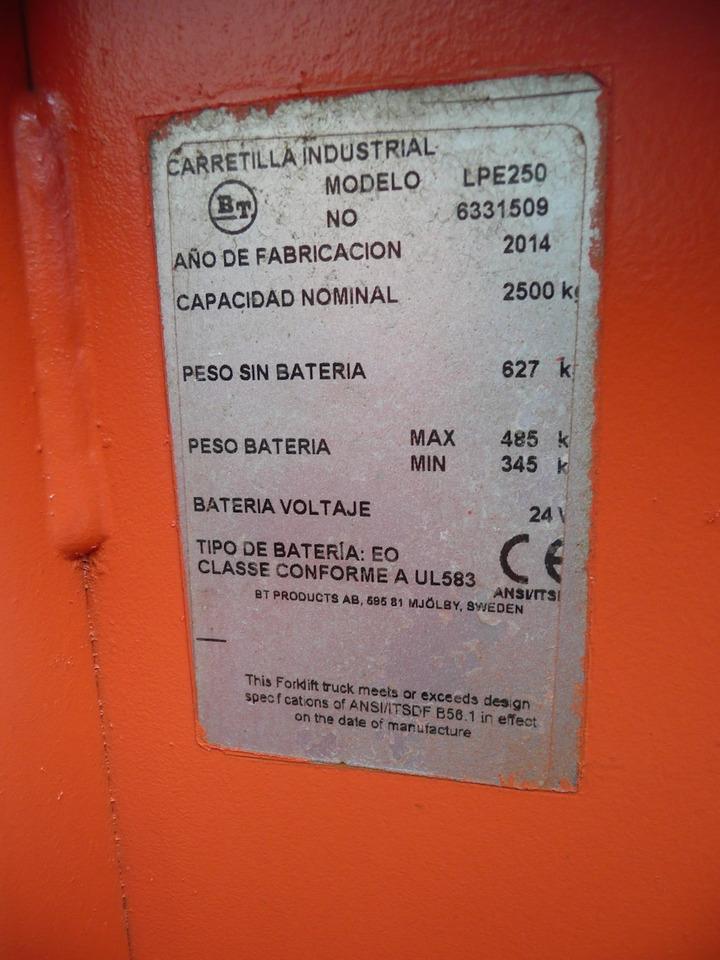 CARRETILLA INDUSTRIAL
BT
MODELO LPE250
NO 6331509
AÑO DE FABRICACION 2014
CAPACIDAD NOMINAL 2500 kg
PESO SIN BATERIA 627 k
PESO BATERIA MAX 485 k
MIN 345 k
BATERIA VOLTAJE 24 V
TIPO DE BATERÍA: EO
CLASSE CONFORME A UL583
CE
ANSI/ITS
BT PRODUCTS AB, 595 81 MJÖLBY, SWEDEN
This Forklift truck meets or exceeds design
specifications of ANSI/ITSDF B56.1 in effect
on the date of manufacture